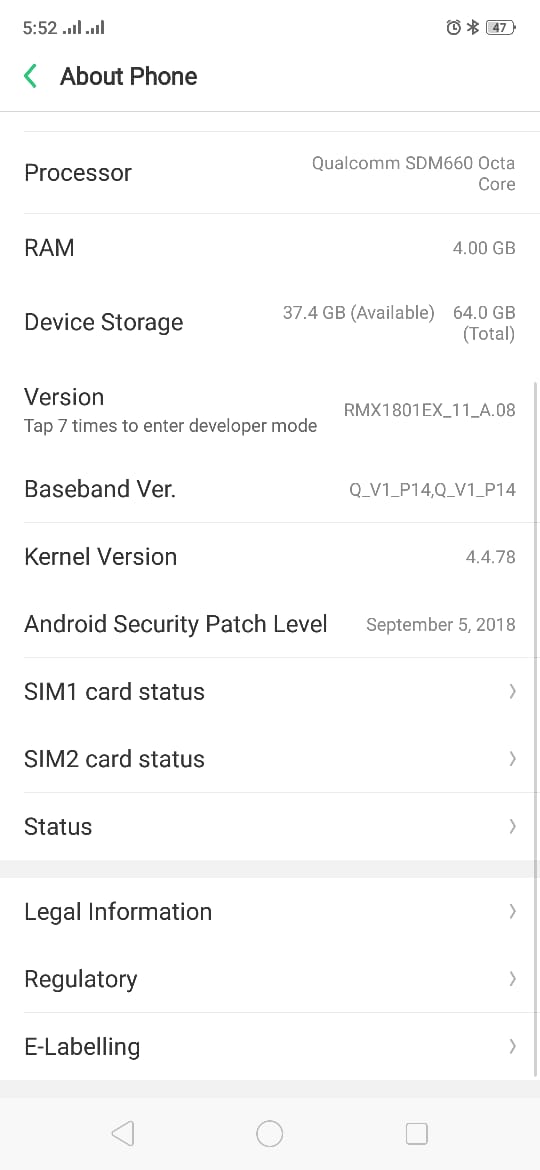 5:52 47
About Phone
Processor Qualcomm SDM660 Octa
Core
RAM 4.00 GB
Device Storage 37.4 GB (Available) 64.0 GB
(Total)
Version
Tap 7 times to enter developer mode RMX1801EX_11_A.08
Baseband Ver. Q_V1_P14,Q_V1_P14
Kernel Version 4.4.78
Android Security Patch Level September 5, 2018
SIM1 card status
SIM2 card status
Status
Legal Information
Regulatory
E-Labelling